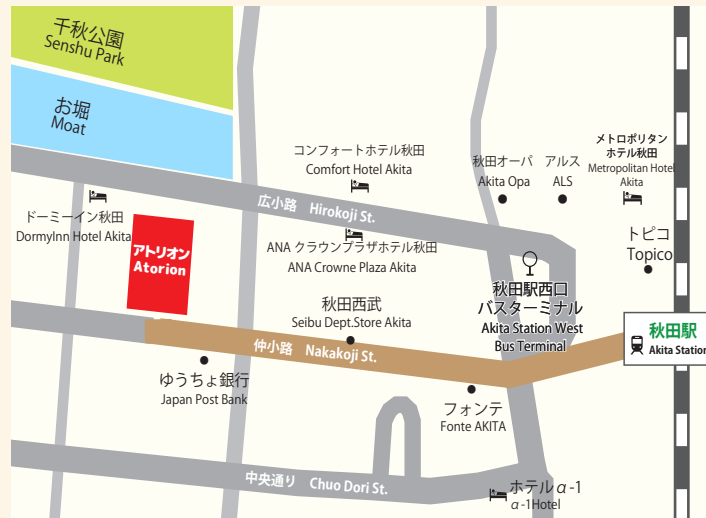 千秋公園
Senshu Park
お堀
Moat
コンフォートホテル秋田
Comfort Hotel Akita
秋田オーパ
Akita Opa
アルス
ALS
メトロポリタン
ホテル秋田
Metropolitan Hotel
Akita
広小路 Hirokoji St.
ドーミーイン秋田
DormyInn Hotel Akita
アトリオン
Atorion
ANA クラウンプラザホテル秋田
ANA Crowne Plaza Akita
トピコ
Topico
秋田駅西口
バスターミナル
Akita Station West
Bus Terminal
秋田西武
Seibu Dept.Store Akita
秋田駅
Akita Station
仲小路 Nakakoji St.
ゆうちょ銀行
Japan Post Bank
フォンテ
Fonte AKITA
中央通り Chuo Dori St.
ホテルα-1
α-1Hotel